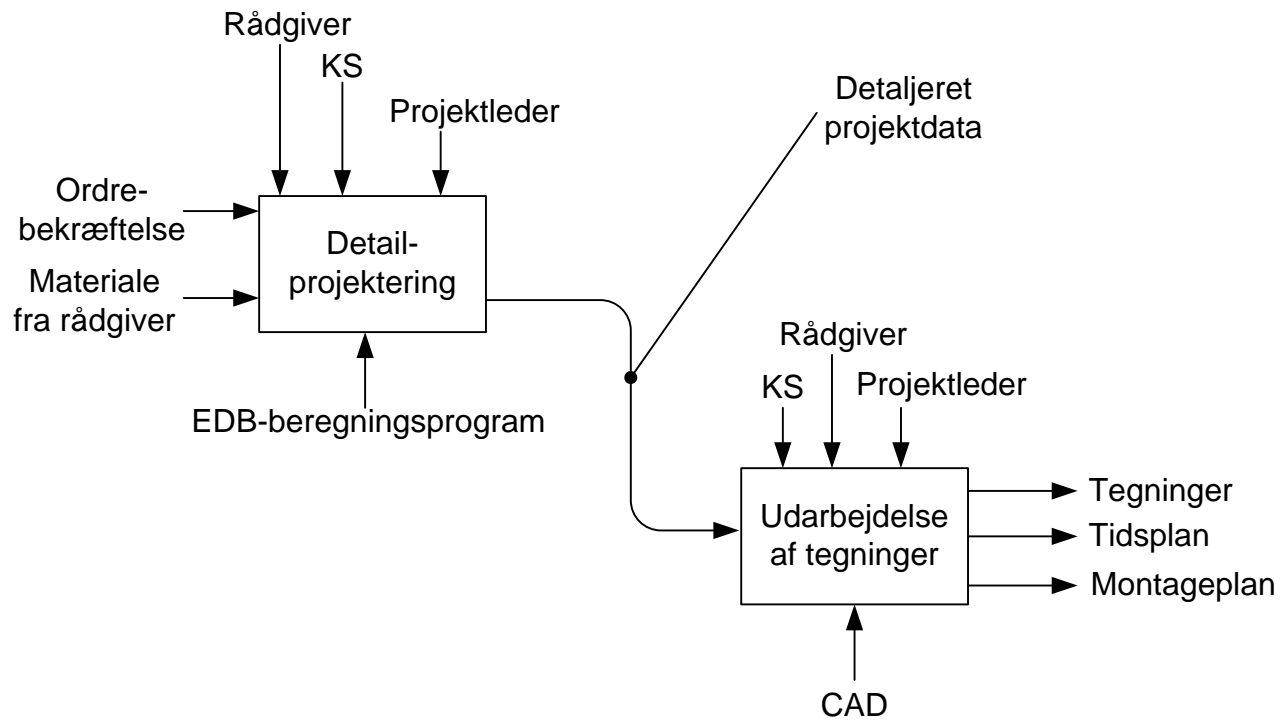 Rådgiver
KS
Projektleder
Detaljeret
projektdata
Ordre-
bekræftelse
Detail-
projektering
Materiale
fra rådgiver
EDB-beregningsprogram
Rådgiver
KS
Projektleder
Udarbejdelse
af tegninger
Tegninger
Tidsplan
Montageplan
CAD